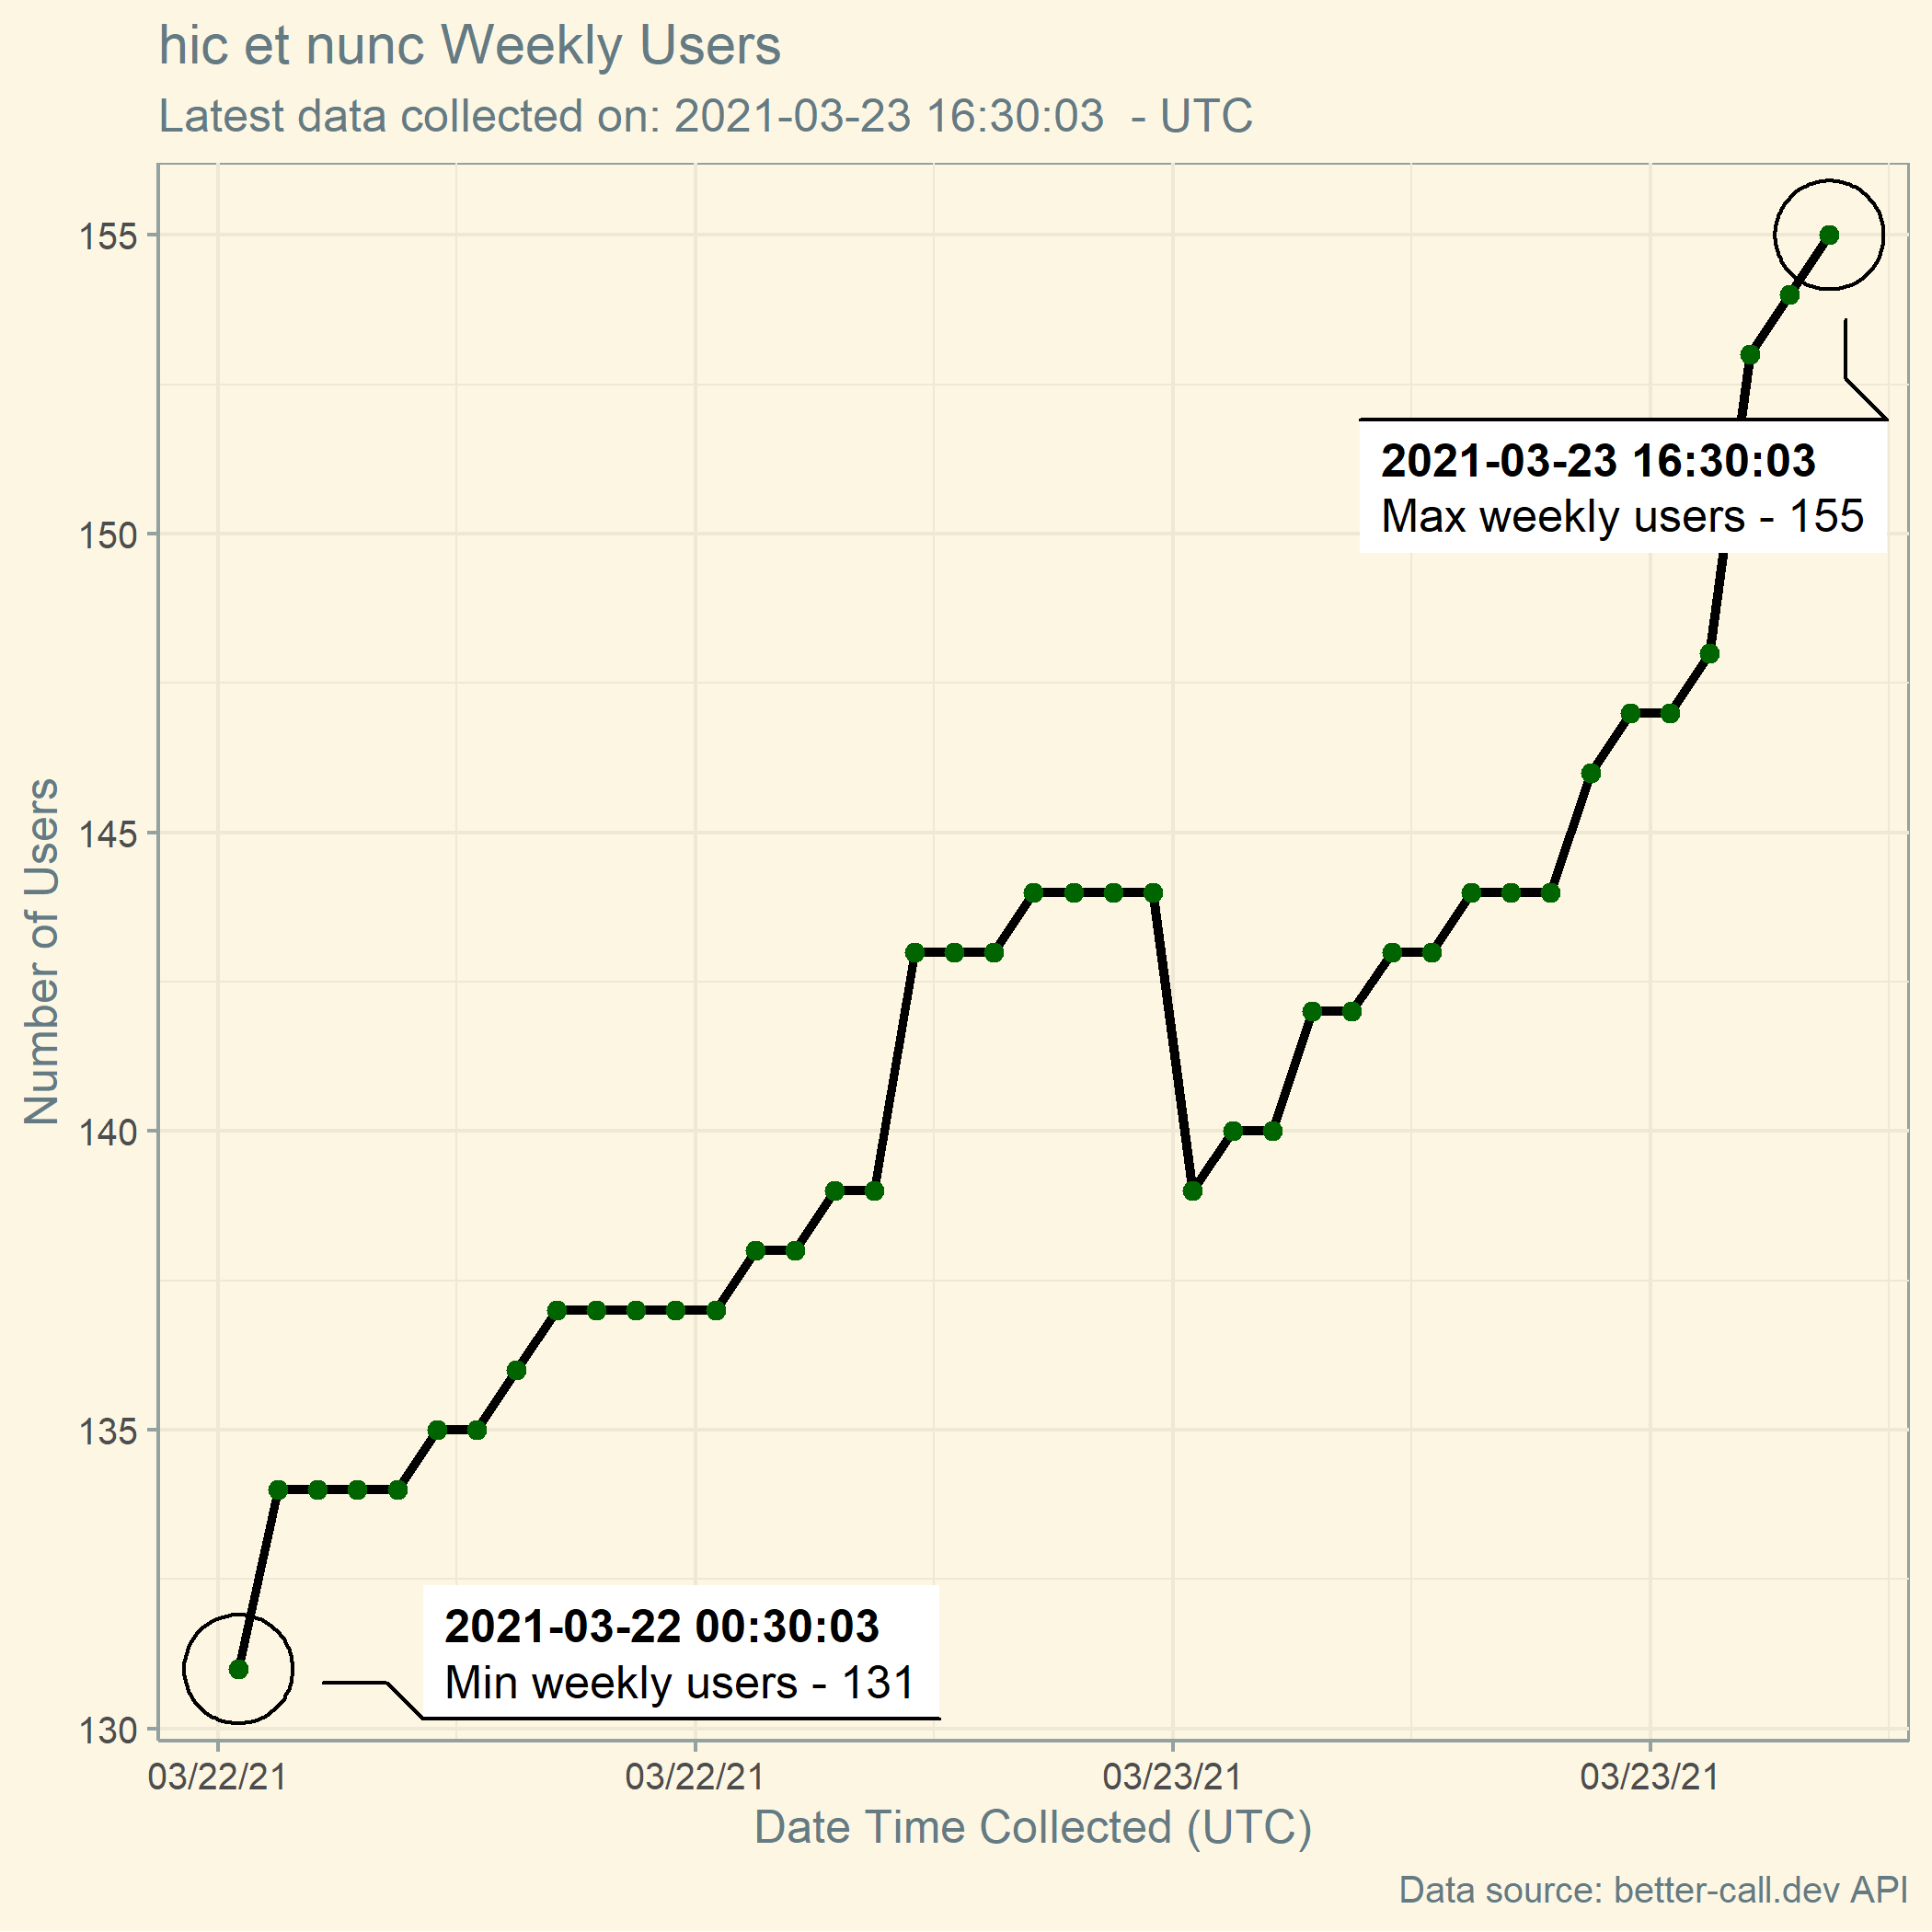 hic et nunc Weekly Users
Latest data collected on: 2021-03-23 16:30:03  - UTC
155
2021-03-23 16:30:03
Max weekly users - 155
150
145
Number of Users
140
135
2021-03-22 00:30:03
Min weekly users - 131
130
03/22/21 03/22/21 03/23/21 03/23/21
Date Time Collected (UTC)
Data source: better-call.dev API